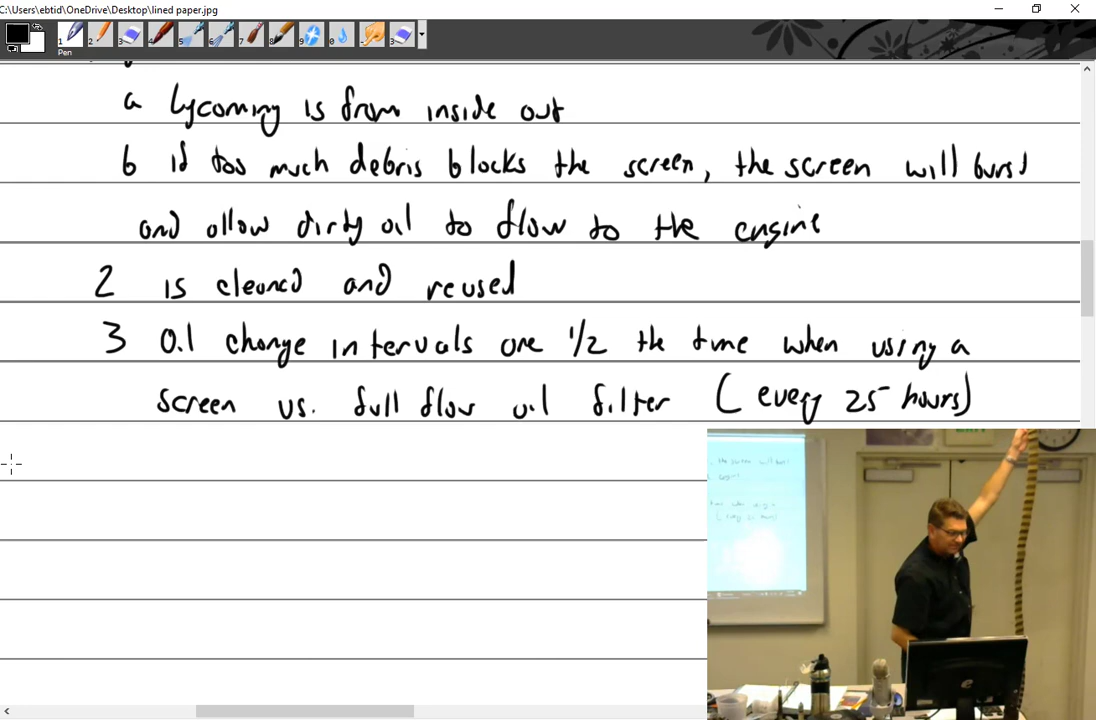 C:\Users\ebtid\OneDrive\Desktop\lined paper.jpg
Pen
a Lycoming is from inside out
b if too much debris blocks the screen, the screen will burst
and allow dirty oil to flow to the engine
2 is cleaned and reused
3 Oil change intervals are 1/2 the time when using a
screen vs. full flow oil filter (every 25 hours)